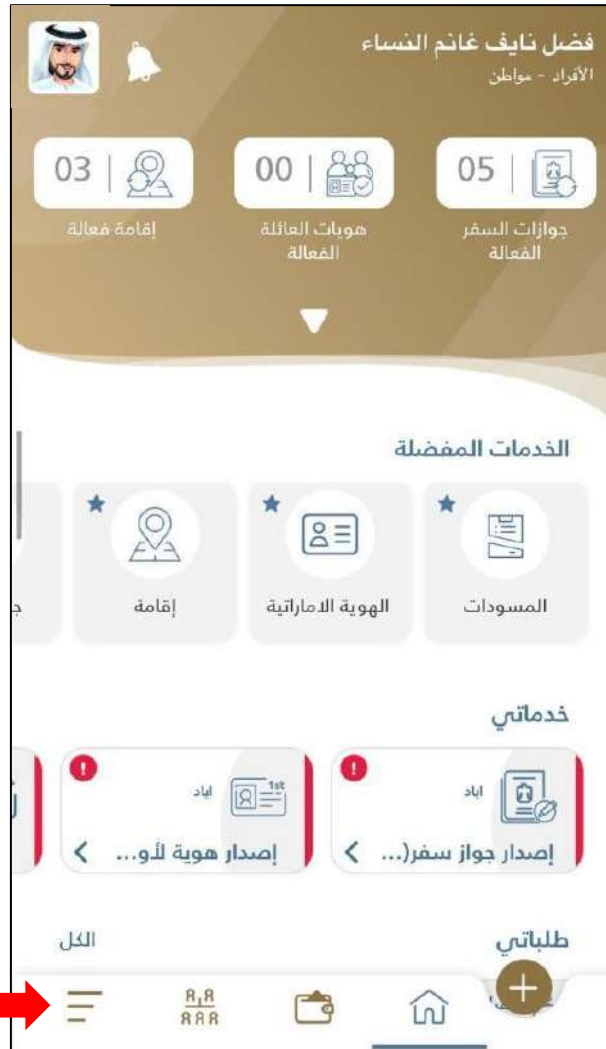 فضل نايف غانم النساء
الأفراد - مواطن
05
00
03
جوازات السفر الفعالة
هويات العائلة الفعالة
إقامة فعالة
الخدمات المفضلة
المسودات
الهوية الاماراتية
إقامة
خدماتي
اياد
إصدار جواز سفر(...
1st
اياد
إصدار هوية لأو...
طلباتي
الكل